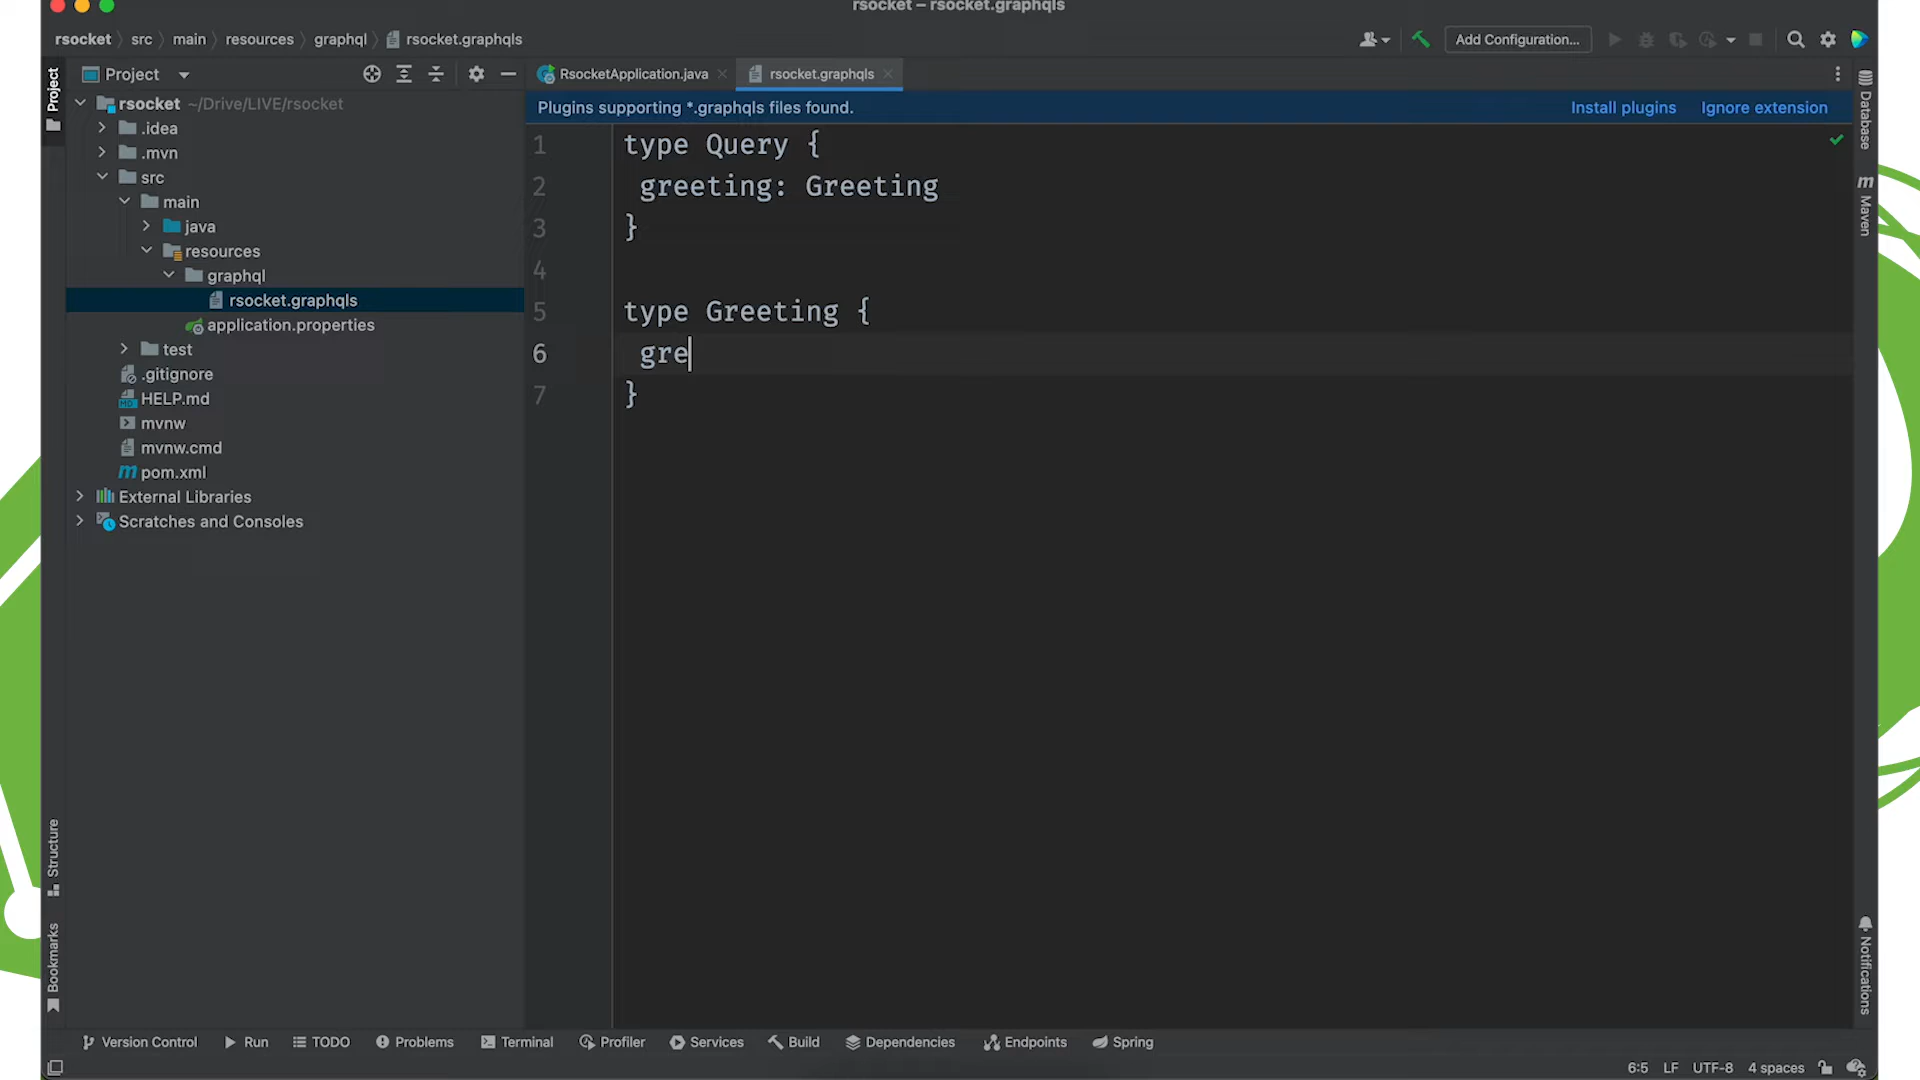 rsocket – rsocket.graphqls
rsocket src main resources graphql rsocket.graphqls
Add Configuration...
Project
Project
RsocketApplication.java
rsocket.graphqls
rsocket ~/Drive/LIVE/rsocket
.idea
.mvn
src
main
java
resources
graphql
rsocket.graphqls
application.properties
test
.gitignore
HELP.md
mvnw
mvnw.cmd
pom.xml
External Libraries
Scratches and Consoles
Plugins supporting *.graphqls files found.
Install plugins
Ignore extension
1 type Query {
2 greeting: Greeting
3 }
4
5 type Greeting {
6 gre
7 }
Database
Maven
Notifications
Structure
Bookmarks
Version Control Run TODO Problems Terminal Profiler Services Build Dependencies Endpoints Spring
6:5 LF UTF-8 4 spaces